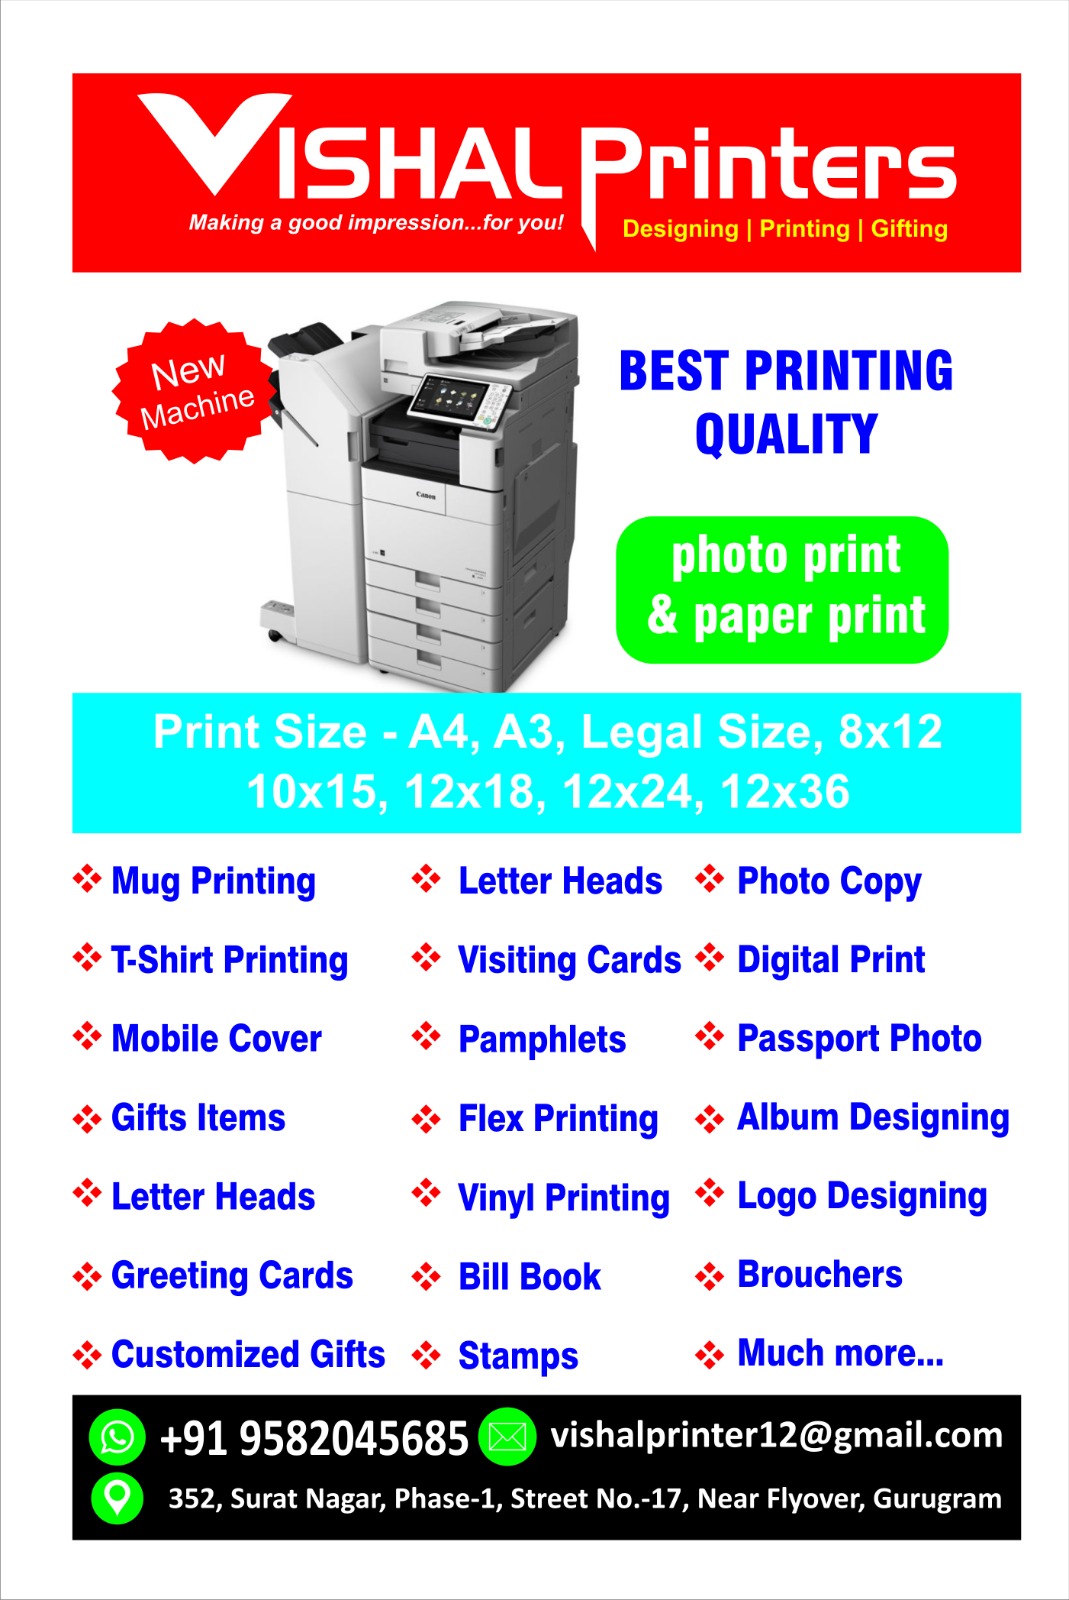 VISHAL Printers
Making a good impression...for you!
Designing | Printing | Gifting
New
Machine
Canon
BEST PRINTING
QUALITY
photo print
& paper print
Print Size - A4, A3, Legal Size, 8x12
10x15, 12x18, 12x24, 12x36
Mug Printing
T-Shirt Printing
Mobile Cover
Gifts Items
Letter Heads
Greeting Cards
Customized Gifts
Letter Heads
Visiting Cards
Pamphlets
Flex Printing
Vinyl Printing
Bill Book
Stamps
Photo Copy
Digital Print
Passport Photo
Album Designing
Logo Designing
Brouchers
Much more...
+91 9582045685
vishalprinter12@gmail.com
352, Surat Nagar, Phase-1, Street No.-17, Near Flyover, Gurugram